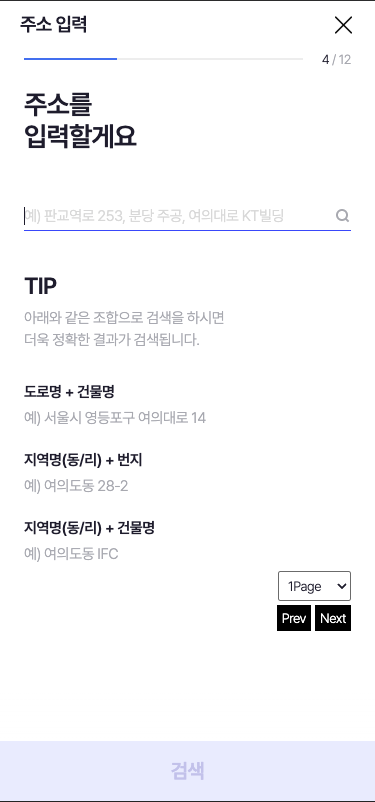 주소 입력
4 / 12
주소를
입력할게요
예) 판교역로 253, 분당 주공, 여의대로 KT빌딩
TIP
아래와 같은 조합으로 검색을 하시면
더욱 정확한 결과가 검색됩니다.
도로명 + 건물명
예) 서울시 영등포구 여의대로 14
지역명(동/리) + 번지
예) 여의도동 28-2
지역명(동/리) + 건물명
예) 여의도동 IFC
1Page
Prev Next
검색